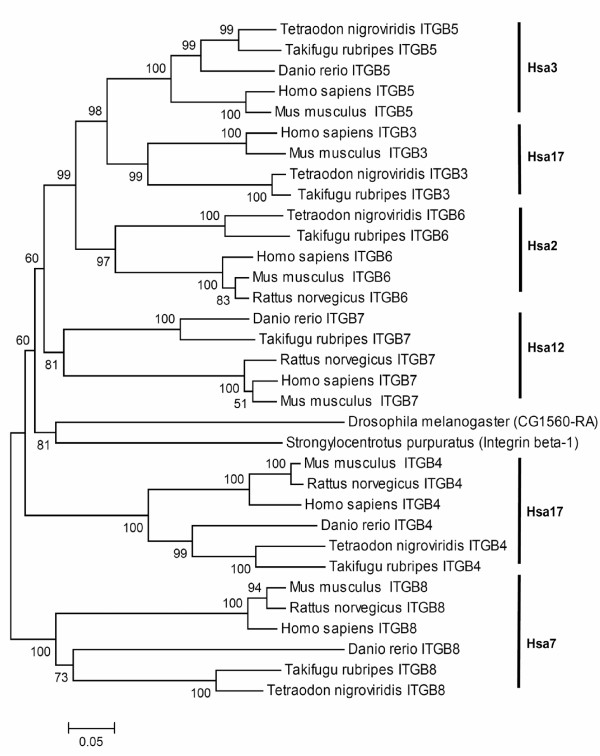 99 Tetraodon nigroviridis ITGB5
99 Takifugu rubripes ITGB5
100 Danio rerio ITGB5
Hsa3
Homo sapiens ITGB5
98 100 Mus musculus ITGB5
100 Homo sapiens ITGB3
Mus musculus ITGB3
Hsa17
99 99 Tetraodon nigroviridis ITGB3
100 Takifugu rubripes ITGB3
100 Tetraodon nigroviridis ITGB6
Takifugu rubripes ITGB6
Hsa2
97 Homo sapiens ITGB6
60 100 Mus musculus ITGB6
83 Rattus norvegicus ITGB6
100 Danio rerio ITGB7
Takifugu rubripes ITGB7
60 Hsa12
81 Rattus norvegicus ITGB7
100 Homo sapiens ITGB7
51 Mus musculus ITGB7
Drosophila melanogaster (CG1560-RA)
81 Strongylocentrotus purpuratus (Integrin beta-1)
100 Mus musculus ITGB4
100 Rattus norvegicus ITGB4
Homo sapiens ITGB4
Hsa17
100 Danio rerio ITGB4
99 Tetraodon nigroviridis ITGB4
100 Takifugu rubripes ITGB4
94 Mus musculus ITGB8
100 Rattus norvegicus ITGB8
Homo sapiens ITGB8
Hsa7
100 Danio rerio ITGB8
73 Takifugu rubripes ITGB8
100 Tetraodon nigroviridis ITGB8
0.05